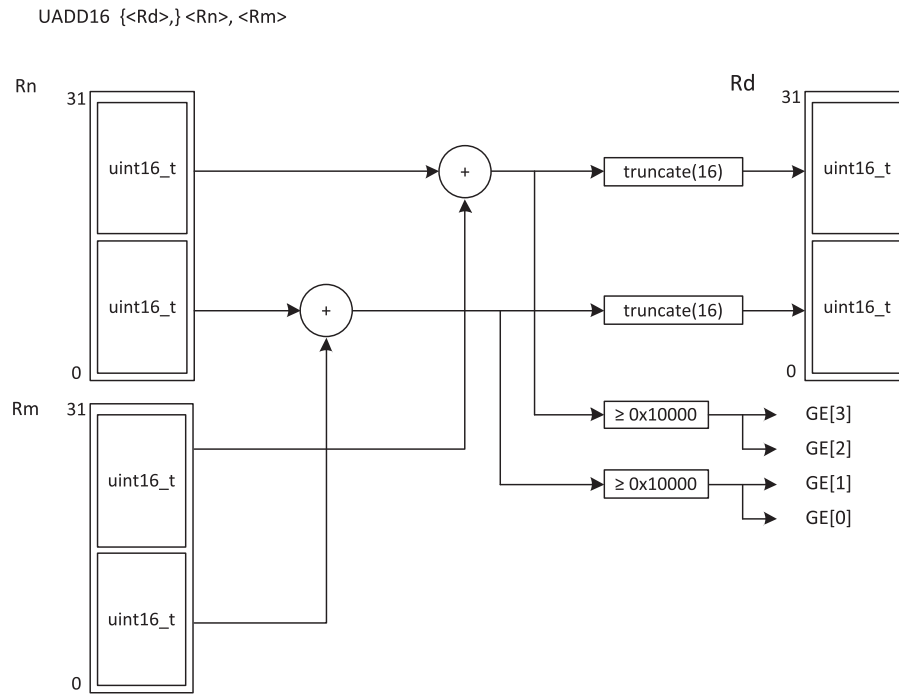 UADD16 {<Rd>,} <Rn>, <Rm>
Rn
31
uint16_t
uint16_t
0
Rm
31
uint16_t
uint16_t
0
+
+
truncate(16)
truncate(16)
≥ 0x10000
≥ 0x10000
Rd
31
uint16_t
uint16_t
0
GE[3]
GE[2]
GE[1]
GE[0]